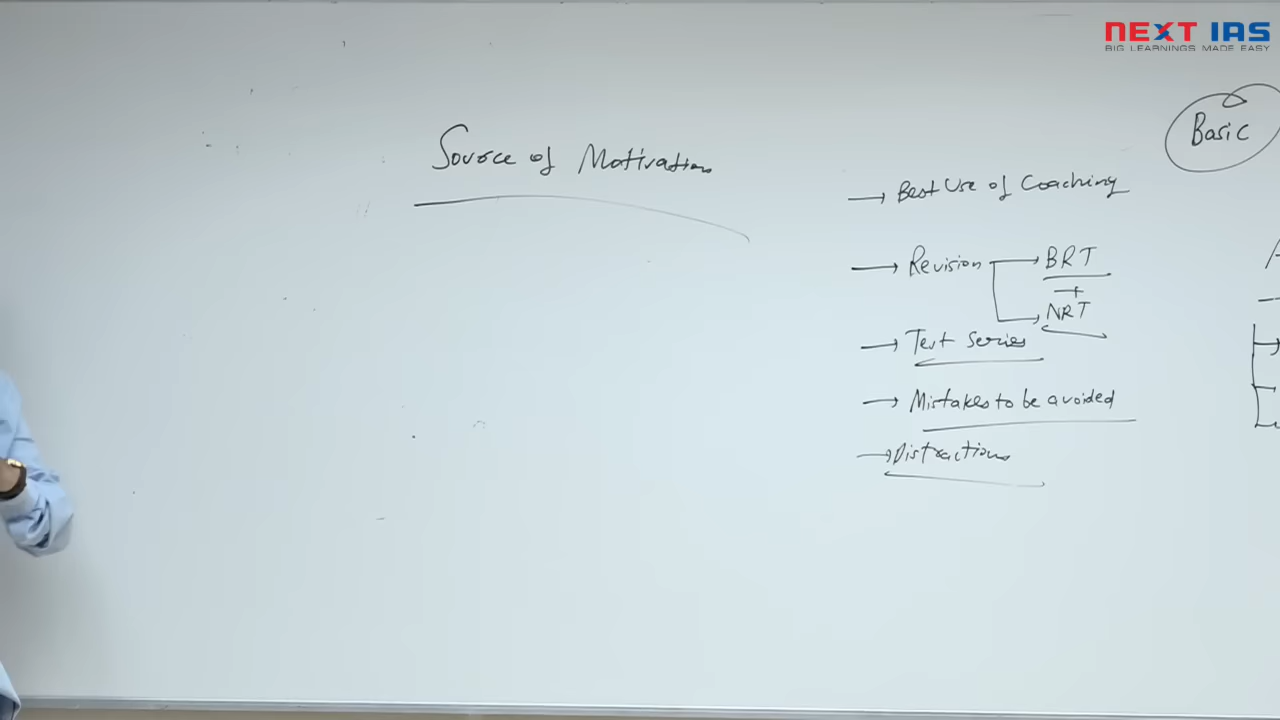 NEXT IAS
BIG LEARNINGS MADE EASY
Basic
Source of Motivation
→ Best Use of Coaching
→ Revision → BRT
+
→ NRT
→ Test Series
→ Mistakes to be avoided
→ Distractions